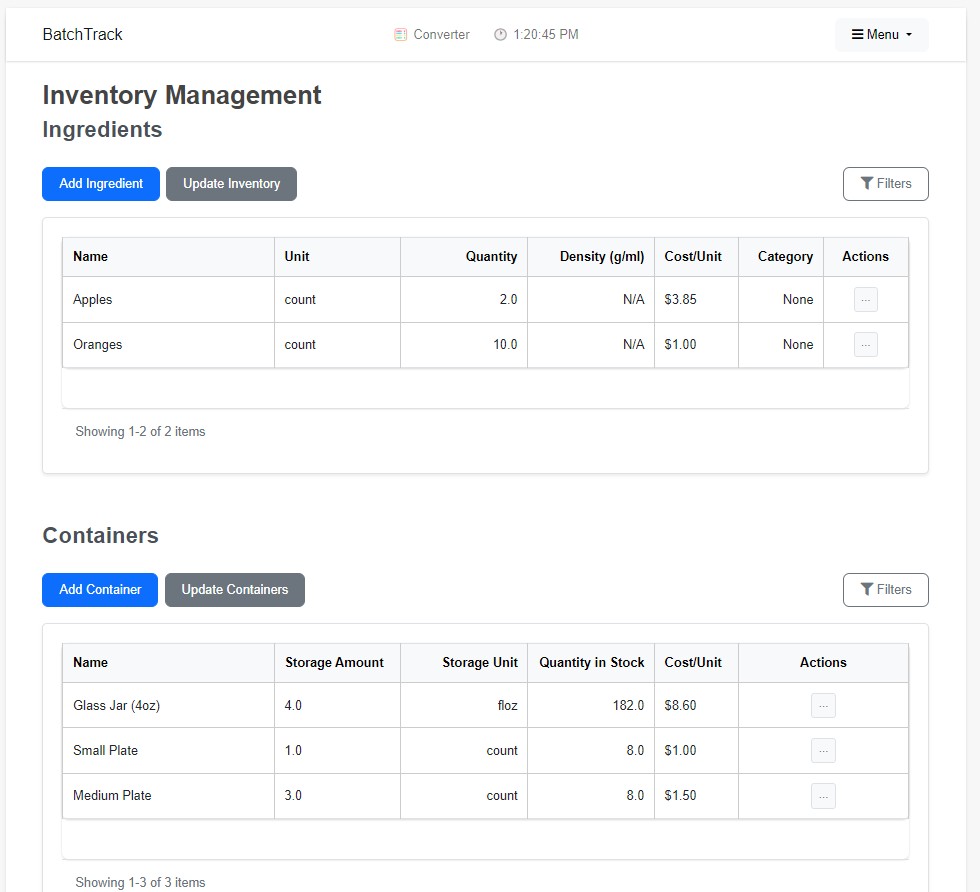 BatchTrack Converter 1:20:45 PM Menu
Inventory Management
Ingredients
Add Ingredient Update Inventory Filters
Name Unit Quantity Density (g/ml) Cost/Unit Category Actions
Apples count 2.0 N/A $3.85 None ...
Oranges count 10.0 N/A $1.00 None ...
Showing 1-2 of 2 items
Containers
Add Container Update Containers Filters
Name Storage Amount Storage Unit Quantity in Stock Cost/Unit Actions
Glass Jar (4oz) 4.0 floz 182.0 $8.60 ...
Small Plate 1.0 count 8.0 $1.00 ...
Medium Plate 3.0 count 8.0 $1.50 ...
Showing 1-3 of 3 items